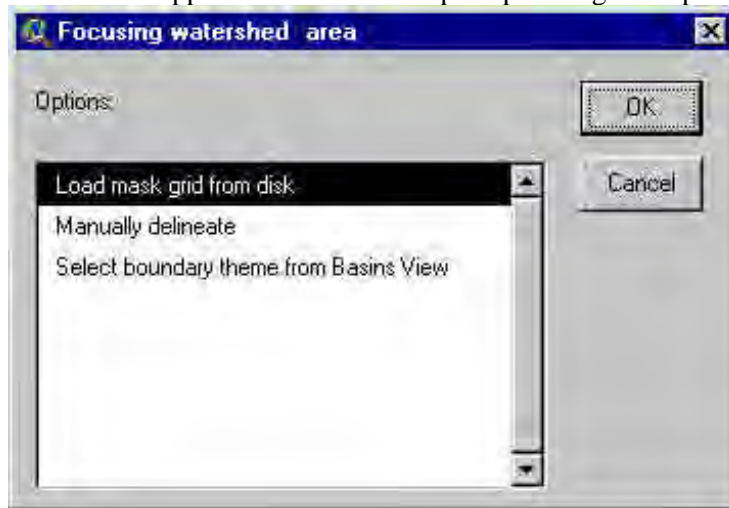 Focusing watershed area
Options:
OK
Load mask grid from disk
Cancel
Manually delineate
Select boundary theme from Basins View